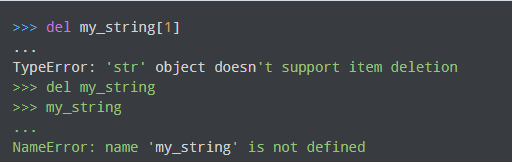 >>> del my_string[1]
...
TypeError: 'str' object doesn't support item deletion
>>> del my_string
>>> my_string
...
NameError: name 'my_string' is not defined